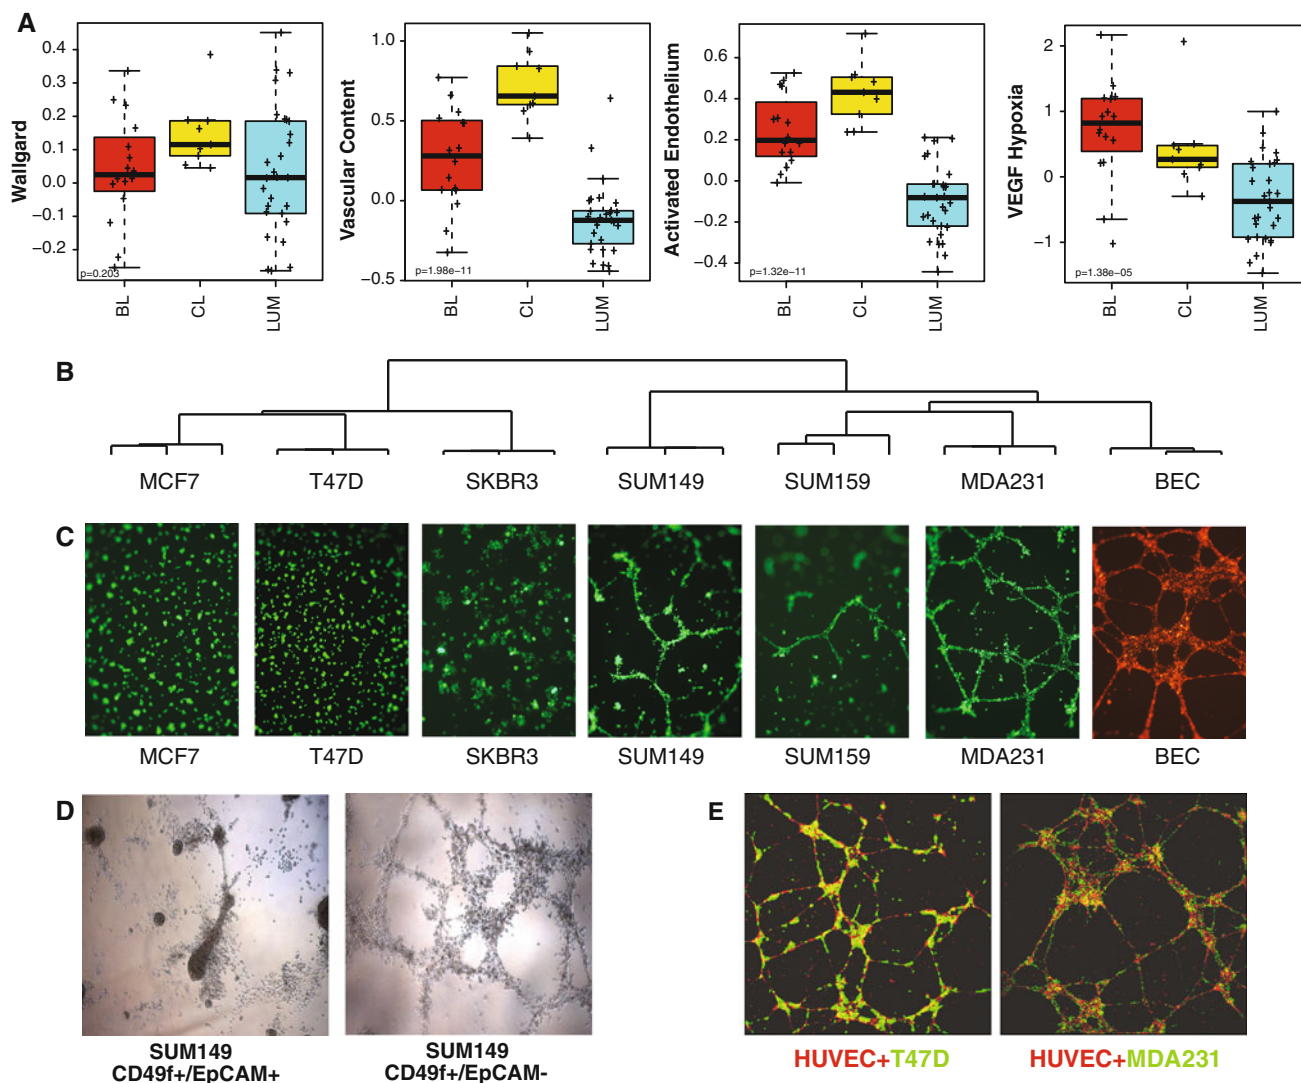 A
Wallgard
0.4
0.3
0.2
0.1
0.0
−0.1
−0.2
p=0.203
BL
CL
LUM
Vascular Content
1.0
0.5
0.0
−0.5
p=1.98e−11
BL
CL
LUM
Activated Endothelium
0.6
0.4
0.2
0.0
−0.2
−0.4
p=1.32e−11
BL
CL
LUM
VEGF Hypoxia
2
1
0
−1
p=1.38e−05
BL
CL
LUM
B
MCF7 T47D SKBR3 SUM149 SUM159 MDA231 BEC
C
MCF7 T47D SKBR3 SUM149 SUM159 MDA231 BEC
D
SUM149
CD49f+/EpCAM+
SUM149
CD49f+/EpCAM-
E
HUVEC+T47D
HUVEC+MDA231